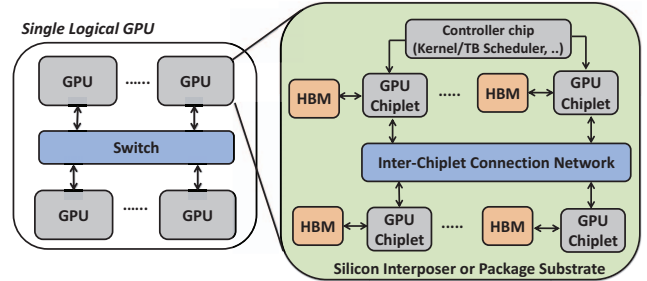 Single Logical GPU
GPU
......
GPU
Switch
GPU
......
GPU
Controller chip
(Kernel/TB Scheduler, ..)
HBM
GPU
Chiplet
.....
HBM
GPU
Chiplet
Inter-Chiplet Connection Network
HBM
GPU
Chiplet
.....
HBM
GPU
Chiplet
Silicon Interposer or Package Substrate